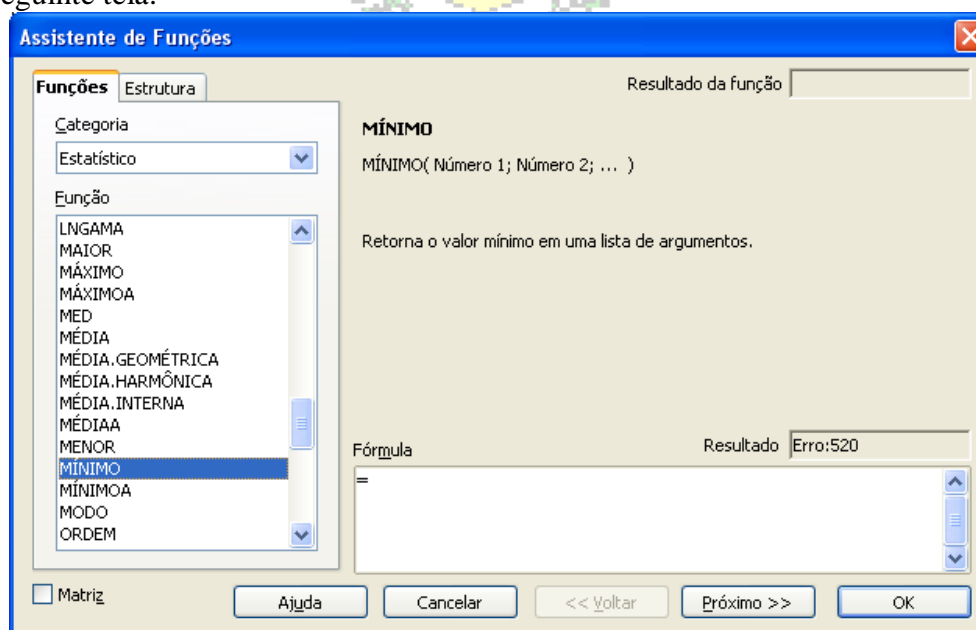 Assistente de Funções
Funções Estrutura
Resultado da função
Categoria
MÍNIMO
Estatístico
MÍNIMO( Número 1; Número 2; ... )
Função
LNGAMA
Retorna o valor mínimo em uma lista de argumentos.
MAIOR
MÁXIMO
MÁXIMOA
MED
MÉDIA
MÉDIA.GEOMÉTRICA
MÉDIA.HARMÔNICA
MÉDIA.INTERNA
MÉDIAA
MENOR
Fórmula
Resultado Erro:520
MÍNIMO
=
MÍNIMOA
MODO
ORDEM
Matriz
Ajuda
Cancelar
<< Voltar
Próximo >>
OK